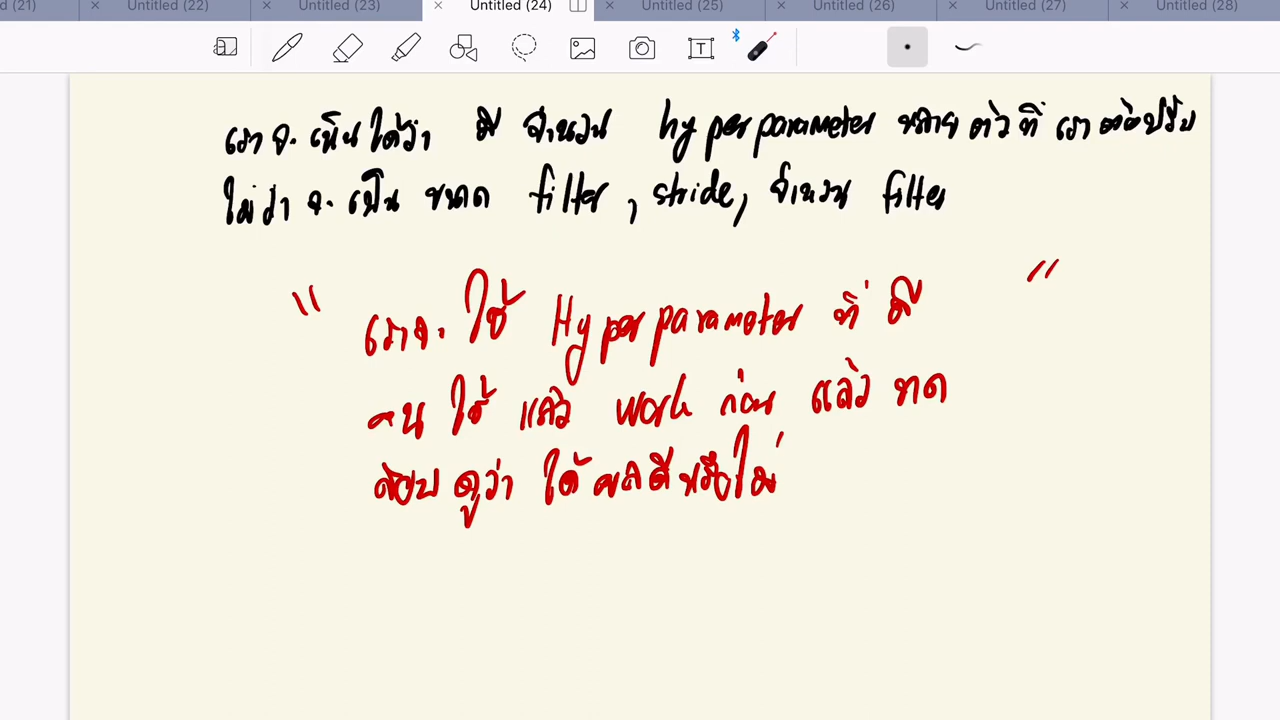 (21) Untitled (22) Untitled (23) Untitled (24) Untitled (25) Untitled (26) Untitled (27) Untitled (28)
T
เราจะเห็นได้ว่า มี จำนวน hyperparameter หลาย ตัวที่ เราต้องปรับ
ไม่ว่า จะ เป็น ขนาด filter, stride, จำนวน filter
" เราจะ ใช้ Hyperparameter ที่ มี "
คน ใช้ แล้ว work ก่อน แล้ว ทด
สอบ ดูว่า ได้ผลดีหรือไม่